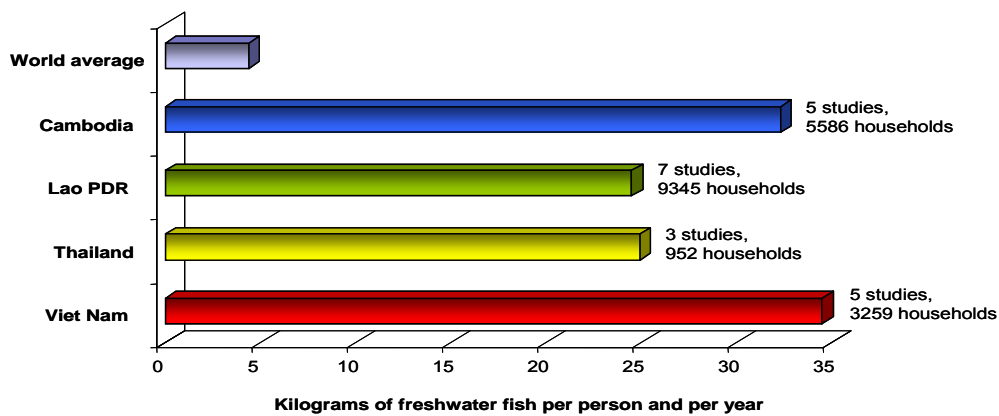 World average
Cambodia
5 studies,
5586 households
Lao PDR
7 studies,
9345 households
Thailand
3 studies,
952 households
Viet Nam
5 studies,
3259 households
0 5 10 15 20 25 30 35
Kilograms of freshwater fish per person and per year